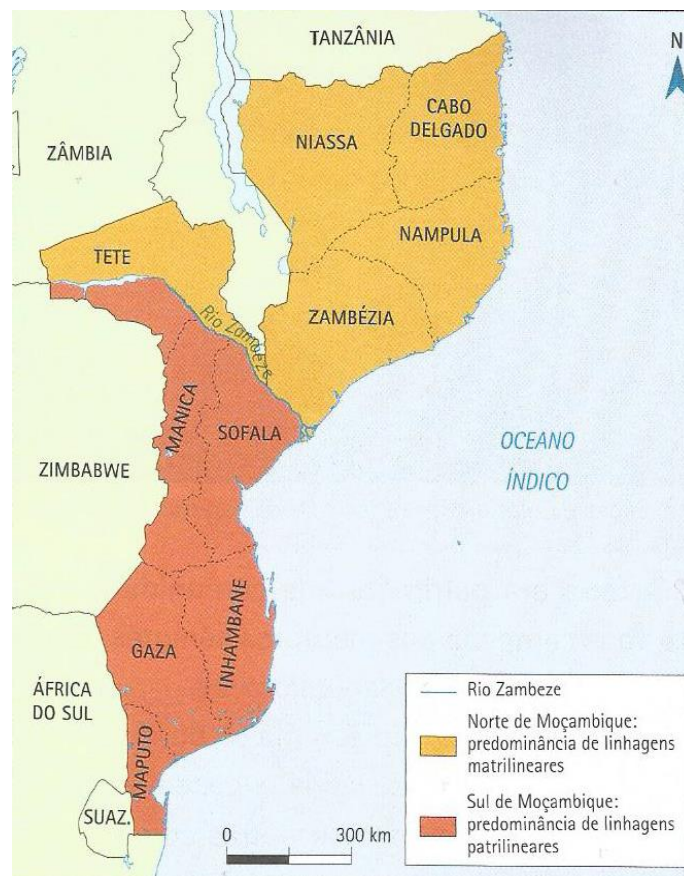 TANZÂNIA
N
CABO
DELGADO
NIASSA
ZÂMBIA
NAMPULA
TETE
ZAMBÉZIA
Rio Zambeze
MANICA
SOFALA
OCEANO
ÍNDICO
ZIMBABWE
INHAMBANE
GAZA
ÁFRICA
DO SUL
MAPUTO
SUAZ.
0 300 km
Rio Zambeze
Norte de Moçambique:
predominância de linhagens
matrilineares
Sul de Moçambique:
predominância de linhagens
patrilineares